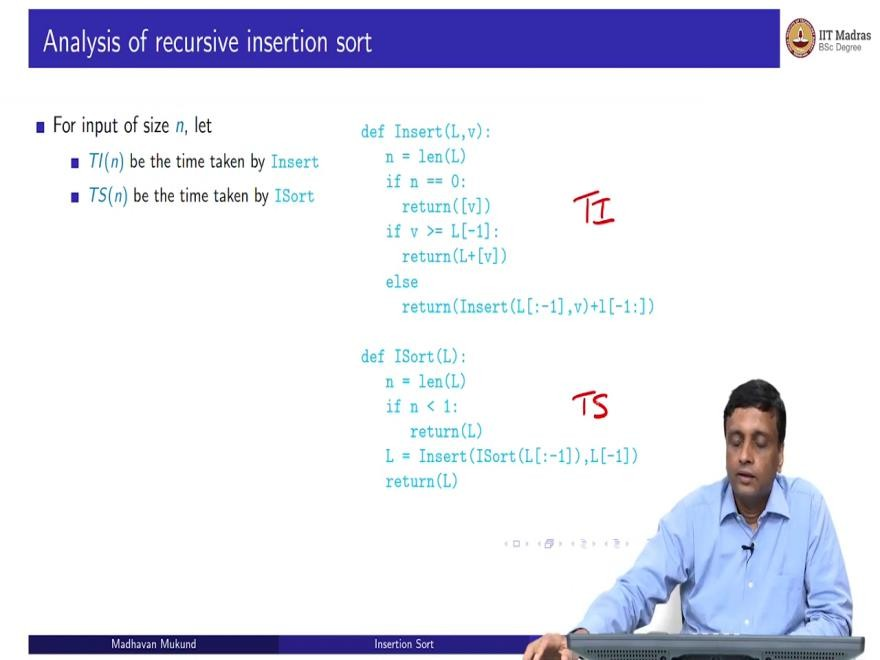 Analysis of recursive insertion sort
IIT Madras
BSc Degree
For input of size n, let
TI(n) be the time taken by Insert
TS(n) be the time taken by ISort
def Insert(L,v):
n = len(L)
if n == 0:
return([v])
if v >= L[-1]:
return(L+[v])
else
return(Insert(L[:-1],v)+l[-1:])
TI
def ISort(L):
n = len(L)
if n < 1:
return(L)
L = Insert(ISort(L[:-1]),L[-1])
return(L)
TS
Madhavan Mukund
Insertion Sort